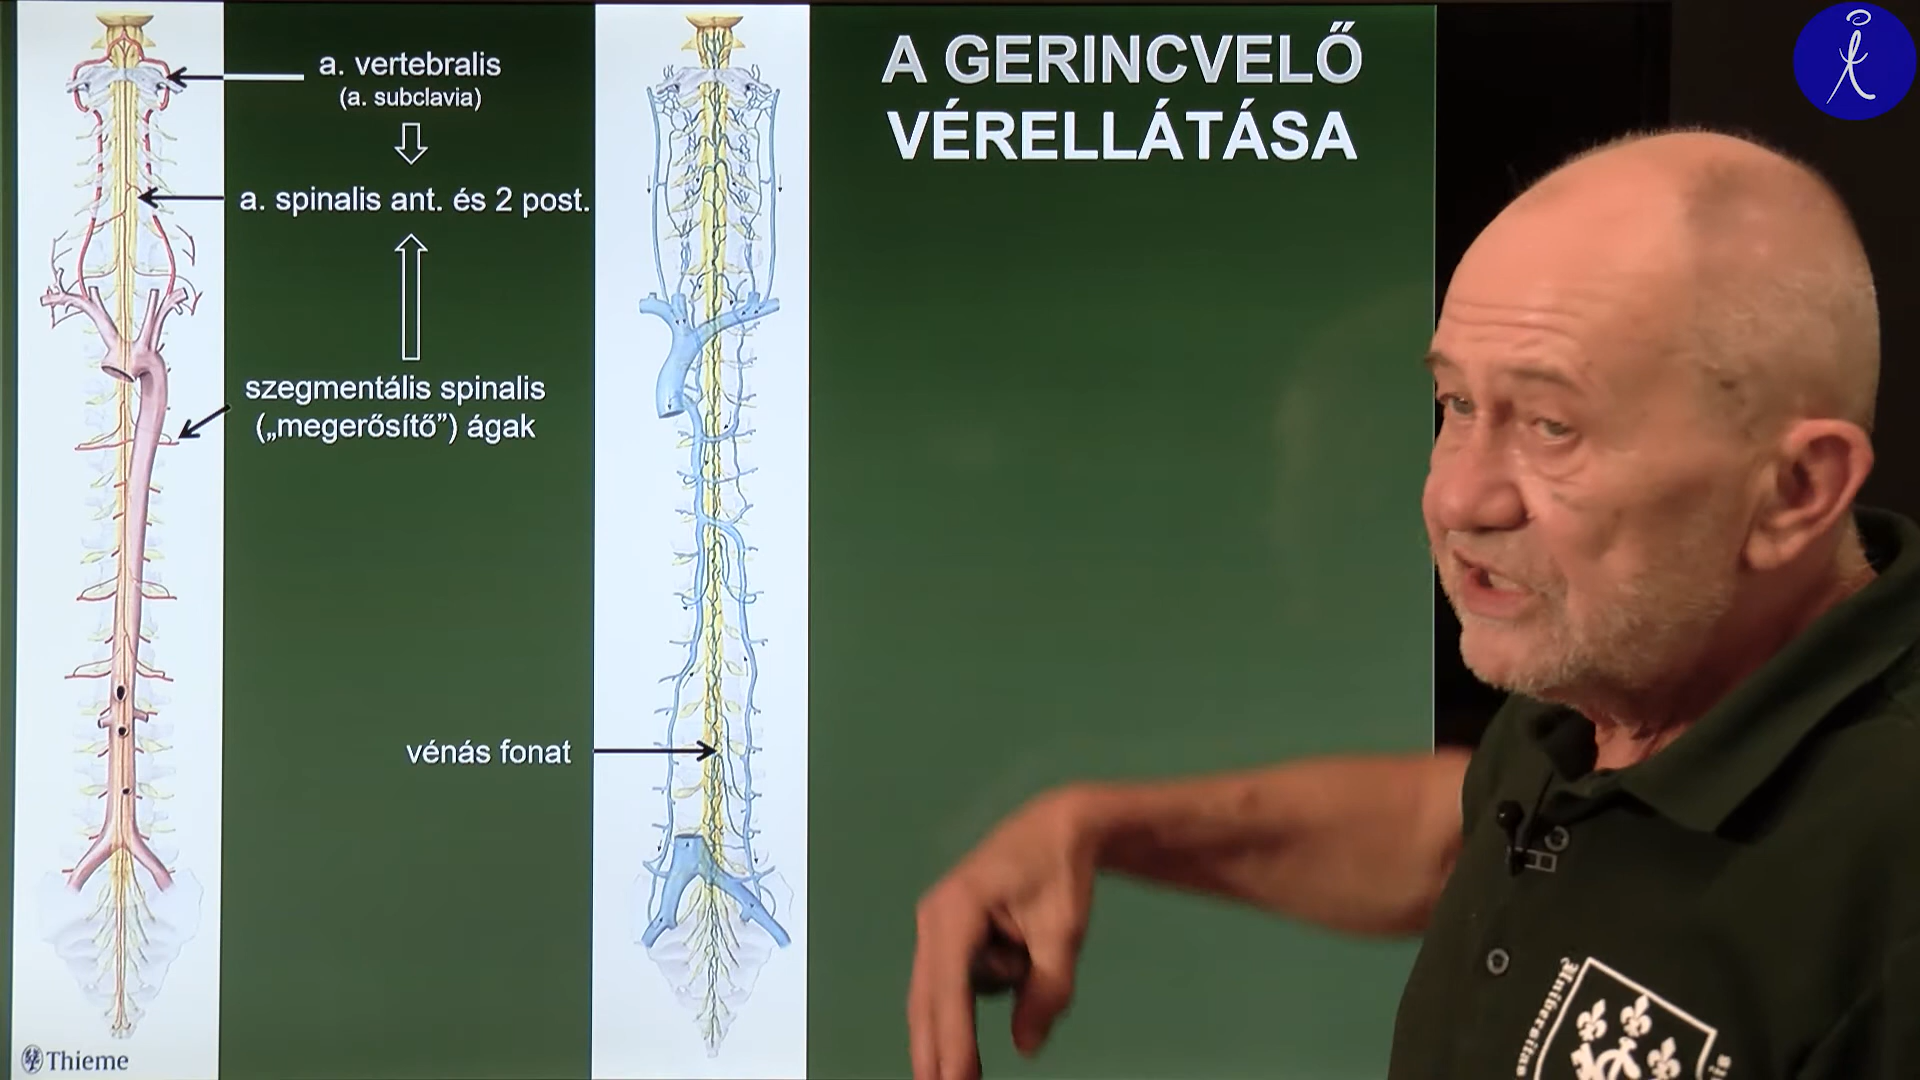 A GERINCVELŐ
VÉRELLÁTÁSA
a. vertebralis
(a. subclavia)
a. spinalis ant. és 2 post.
szegmentális spinalis
(„megerősítő”) ágak
vénás fonat
Thieme